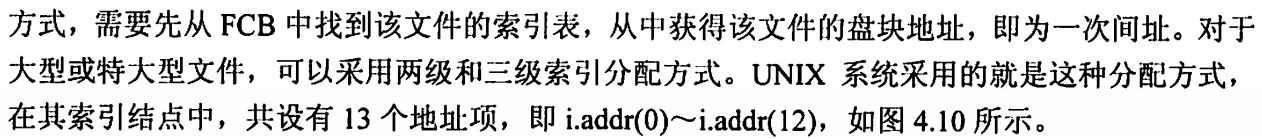 方式，需要先从 FCB 中找到该文件的索引表，从中获得该文件的盘块地址，即为一次间址。对于
大型或特大型文件，可以采用两级和三级索引分配方式。UNIX 系统采用的就是这种分配方式，
在其索引结点中，共设有 13 个地址项，即 i.addr(0)～i.addr(12)，如图 4.10 所示。